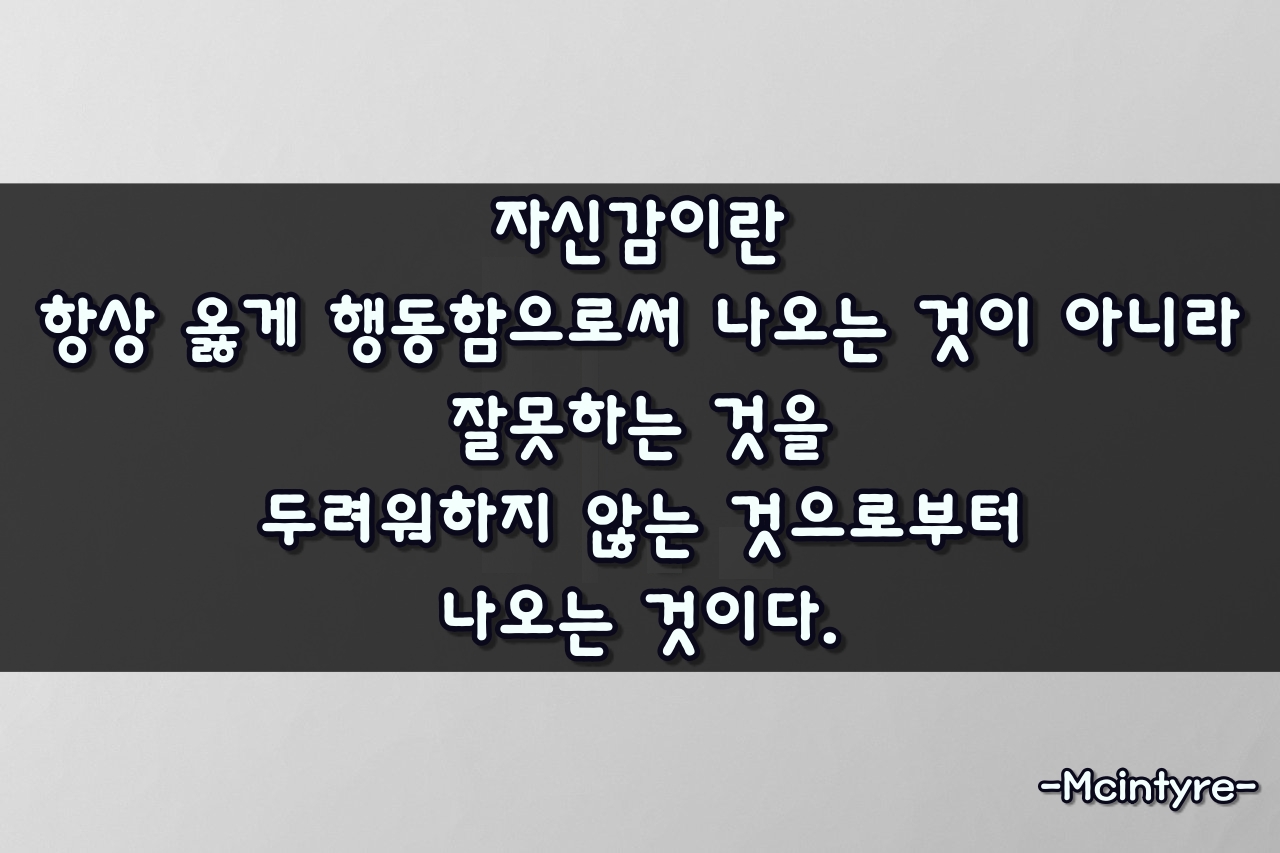 자신감이란
항상 옳게 행동함으로써 나오는 것이 아니라
잘못하는 것을
두려워하지 않는 것으로부터
나오는 것이다.
-Mcintyre-